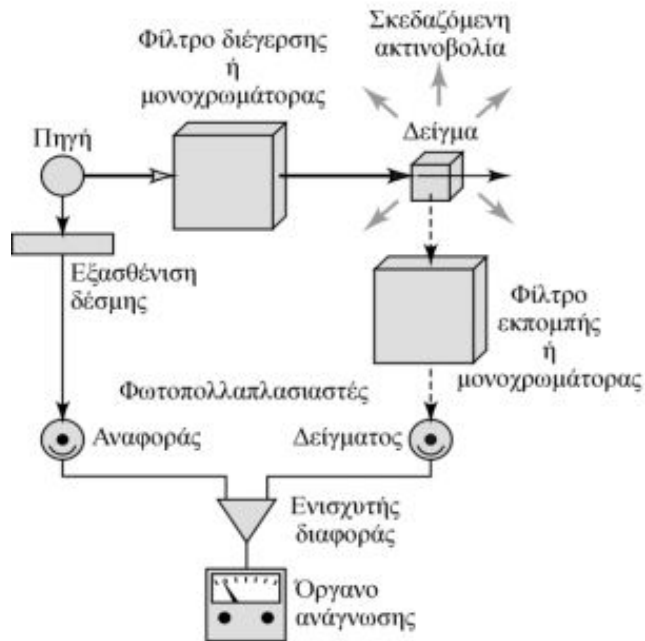 Φίλτρο διέγερσης
ή
μονοχρωμάτορας
Σκεδαζόμενη
ακτινοβολία
Πηγή
Δείγμα
Εξασθένιση
δέσμης
Φίλτρο
εκπομπής
ή
μονοχρωμάτορας
Φωτοπολλαπλασιαστές
Αναφοράς
Δείγματος
Ενισχυτής
διαφοράς
Όργανο
ανάγνωσης